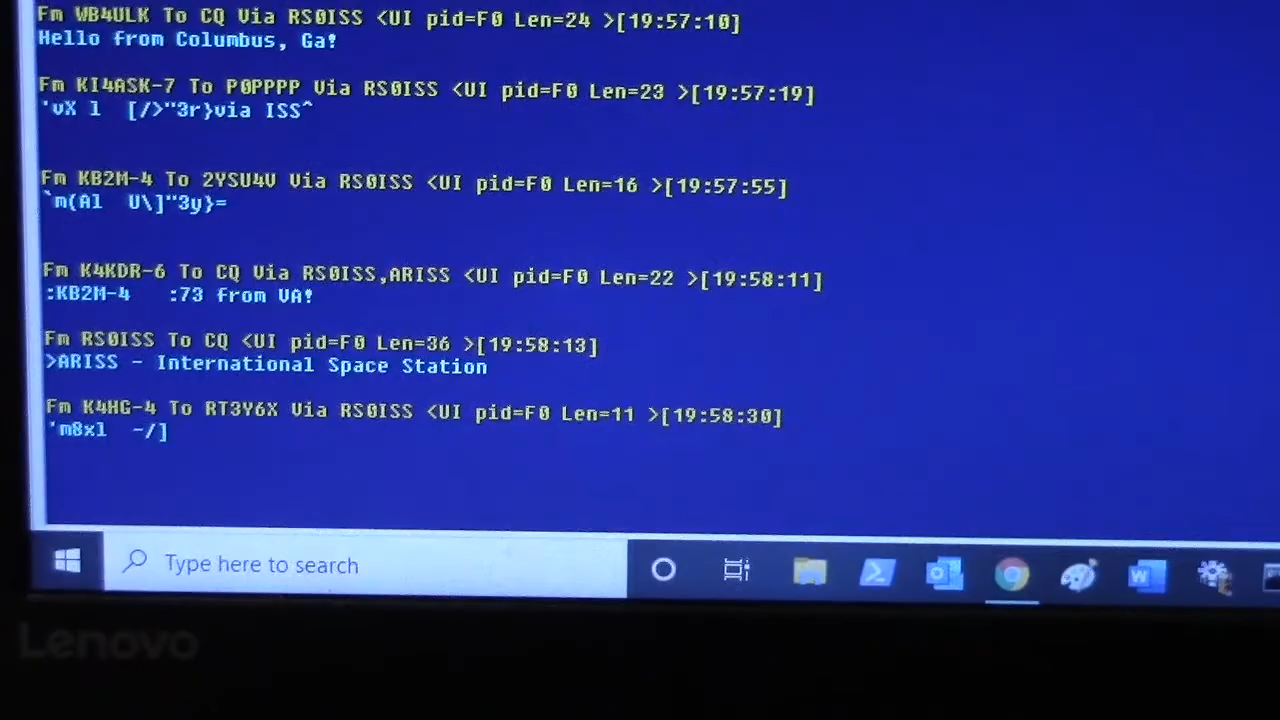 Fm WB4ULK To CQ Via RS0ISS <UI pid=F0 Len=24 >[19:57:10]
Hello from Columbus, Ga!
Fm KI4ASK-7 To P0PPPP Via RS0ISS <UI pid=F0 Len=23 >[19:57:19]
'vX l  [/>"3r}via ISS^
Fm KB2M-4 To 2YSU4V Via RS0ISS <UI pid=F0 Len=16 >[19:57:55]
`m(Al  U\]"3y}=
Fm K4KDR-6 To CQ Via RS0ISS,ARISS <UI pid=F0 Len=22 >[19:58:11]
:KB2M-4   :73 from VA!
Fm RS0ISS To CQ <UI pid=F0 Len=36 >[19:58:13]
>ARISS - International Space Station
Fm K4HG-4 To RT3Y6X Via RS0ISS <UI pid=F0 Len=11 >[19:58:30]
'm8xl  -/]
Type here to search
Lenovo